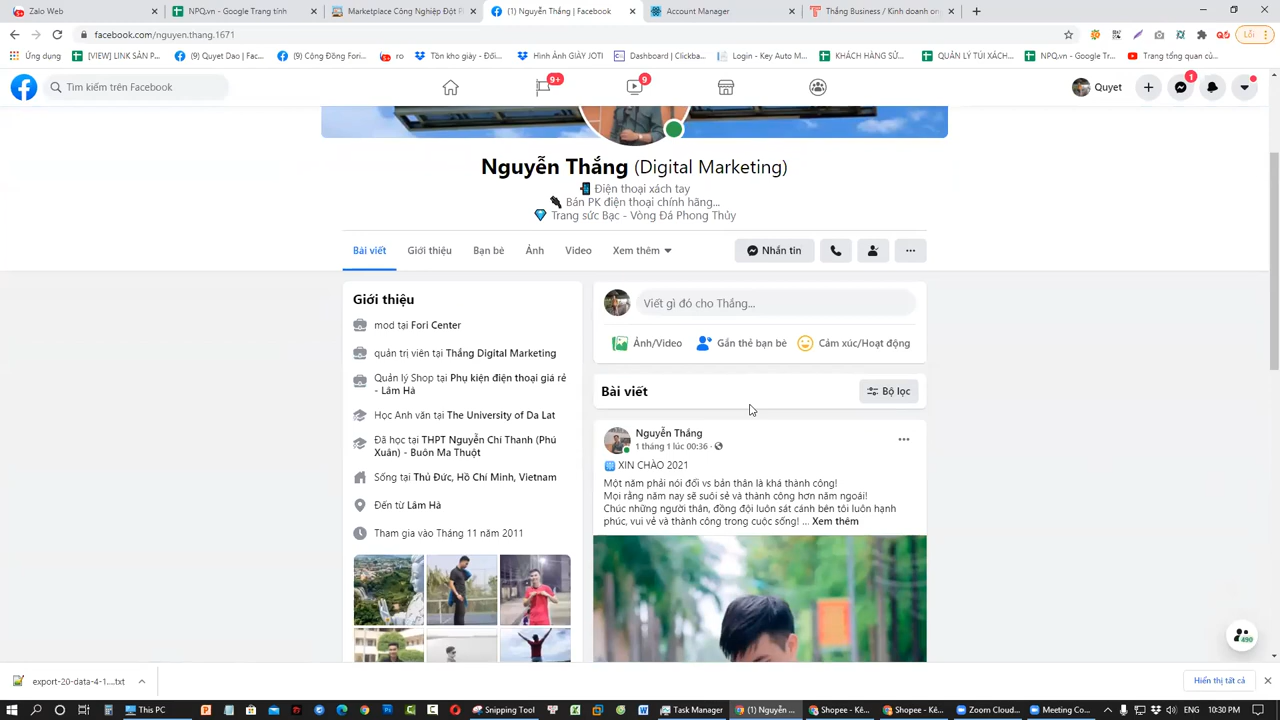 Zalo Web
NPQ.vn - Google Trang tính
Marketplace Công Nghiệp Đột P
(1) Nguyễn Thắng | Facebook
Account Manager
Thắng Business / Kinh doanh on
facebook.com/nguyen.thang.1671
Lỗi
Ứng dụng
[VIEW] LINK SẢN P...
(1) Quyet Dao | Fac...
(1) Cộng Đồng Fori...
ro
Tồn kho giày - Đối...
Hình Ảnh GIÀY JOTI
Dashboard | Clickba...
Login - Key Auto M...
KHÁCH HÀNG SỬ...
QUẢN LÝ TÚI XÁCH...
NPQ.vn - Google Tr...
Trang tổng quan củ...
Tìm kiếm trên Facebook
9+
9
Quyet
1
Nguyễn Thắng (Digital Marketing)
Điện thoại xách tay
Bán PK điện thoại chính hãng...
Trang sức Bạc - Vòng Đá Phong Thủy
Bài viết
Giới thiệu
Bạn bè
Ảnh
Video
Xem thêm
Nhắn tin
Giới thiệu
mod tại Fori Center
quản trị viên tại Thắng Digital Marketing
Quản lý Shop tại Phụ kiện điện thoại giá rẻ
- Lâm Hà
Học Anh văn tại The University of Da Lat
Đã học tại THPT Nguyễn Chí Thanh (Phú
Xuân) - Buôn Ma Thuột
Sống tại Thủ Đức, Hồ Chí Minh, Vietnam
Đến từ Lâm Hà
Tham gia vào Tháng 11 năm 2011
Viết gì đó cho Thắng...
Ảnh/Video
Gắn thẻ bạn bè
Cảm xúc/Hoạt động
Bài viết
Bộ lọc
Nguyễn Thắng
1 tháng 1 lúc 00:36
XIN CHÀO 2021
Một năm phải nói đối vs bản thân là khá thành công!
Mọi rằng năm nay sẽ suôi sẻ và thành công hơn năm ngoái!
Chúc những người thân, đồng đội luôn sát cánh bên tôi luôn hạnh
phúc, vui vẻ và thành công trong cuộc sống! ... Xem thêm
490
export-20-data-4-1....txt
Hiển thị tất cả
This PC
Snipping Tool
Task Manager
(1) Nguyễn ...
Shopee - Kê...
Shopee - Kê...
Zoom Cloud...
Meeting Co...
ENG
10:30 PM